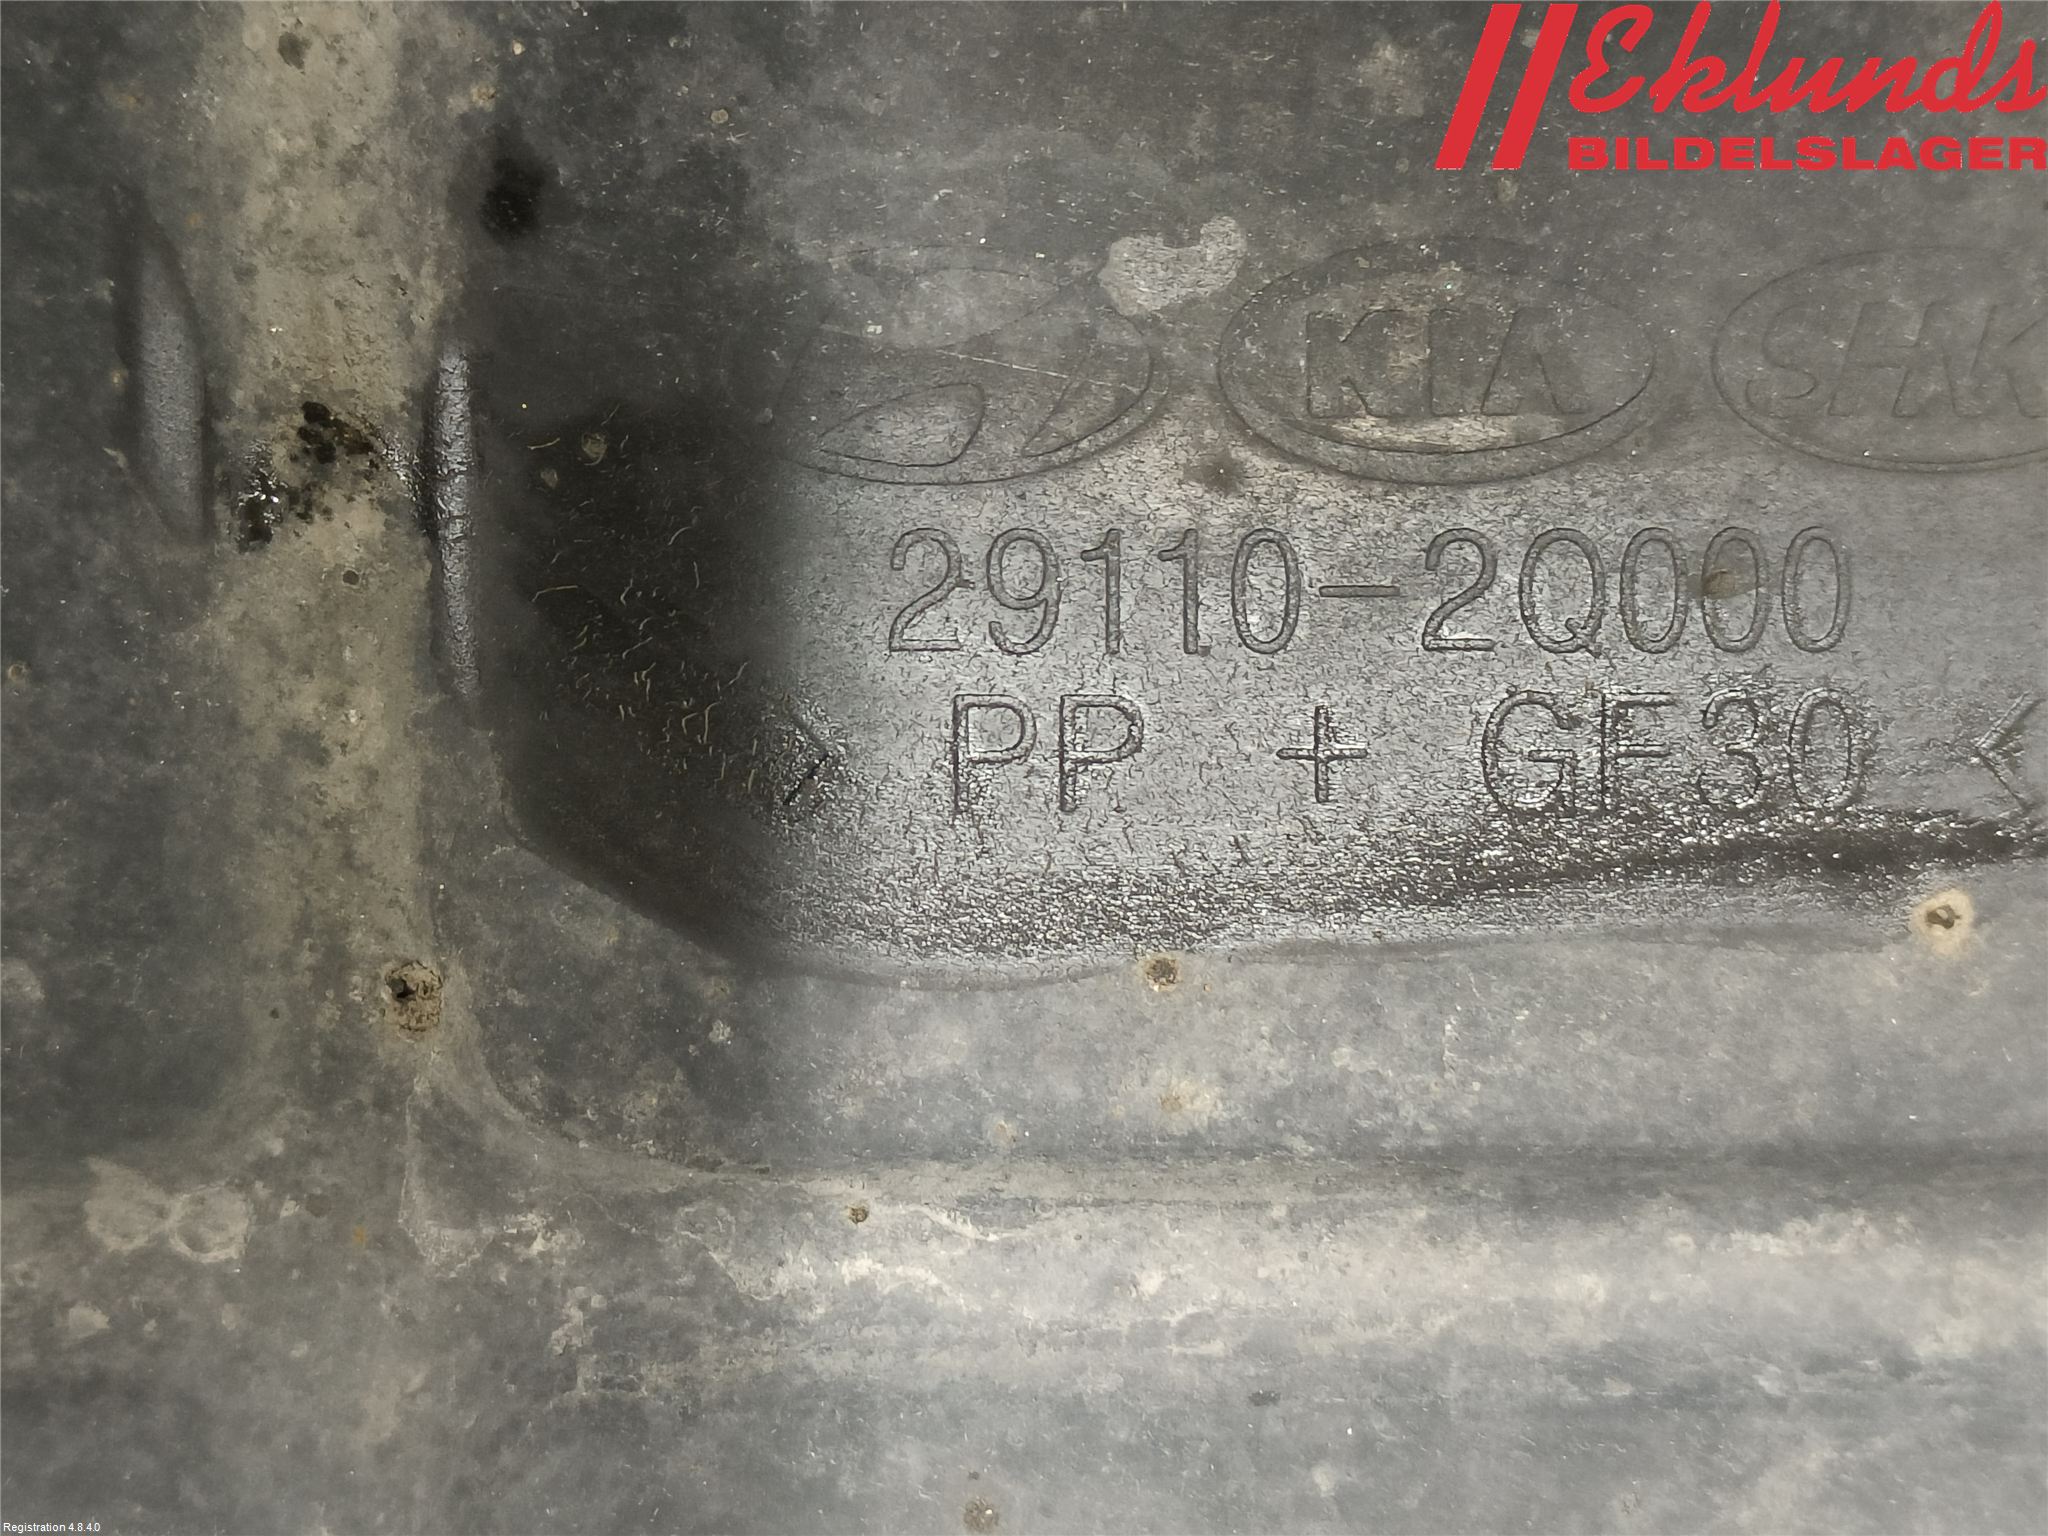 Eklunds
BILDELSLAGER
KIA SHK
29110-2Q000
> PP + GF30 <
Registration 4.8.4.0